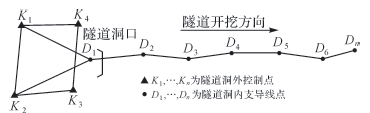 K₁
K₄
隧道洞口
隧道开挖方向
D₁
D₂
D₃
D₄
D₅
D₆
Dₘ
K₂
K₃
▲ K₁,…,Kₙ为隧道洞外控制点
● D₁,…,Dₙ为隧道洞内支导线点